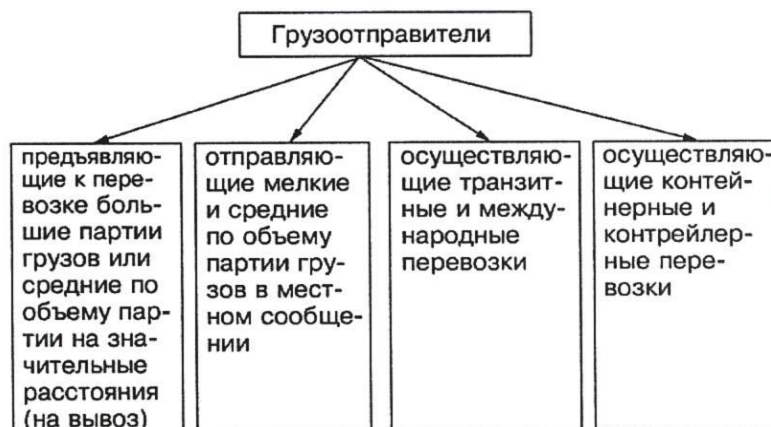 Грузоотправители
предъявляю-
щие к пере-
возке боль-
шие партии
грузов или
средние по
объему пар-
тии на зна-
чительные
расстояния
(на вывоз)
отправляю-
щие мелкие
и средние
по объему
партии гру-
зов в мест-
ном сообще-
нии
осуществляю-
щие транзит-
ные и между-
народные
перевозки
осуществляю-
щие контей-
нерные и
контрейлер-
ные пере-
возки